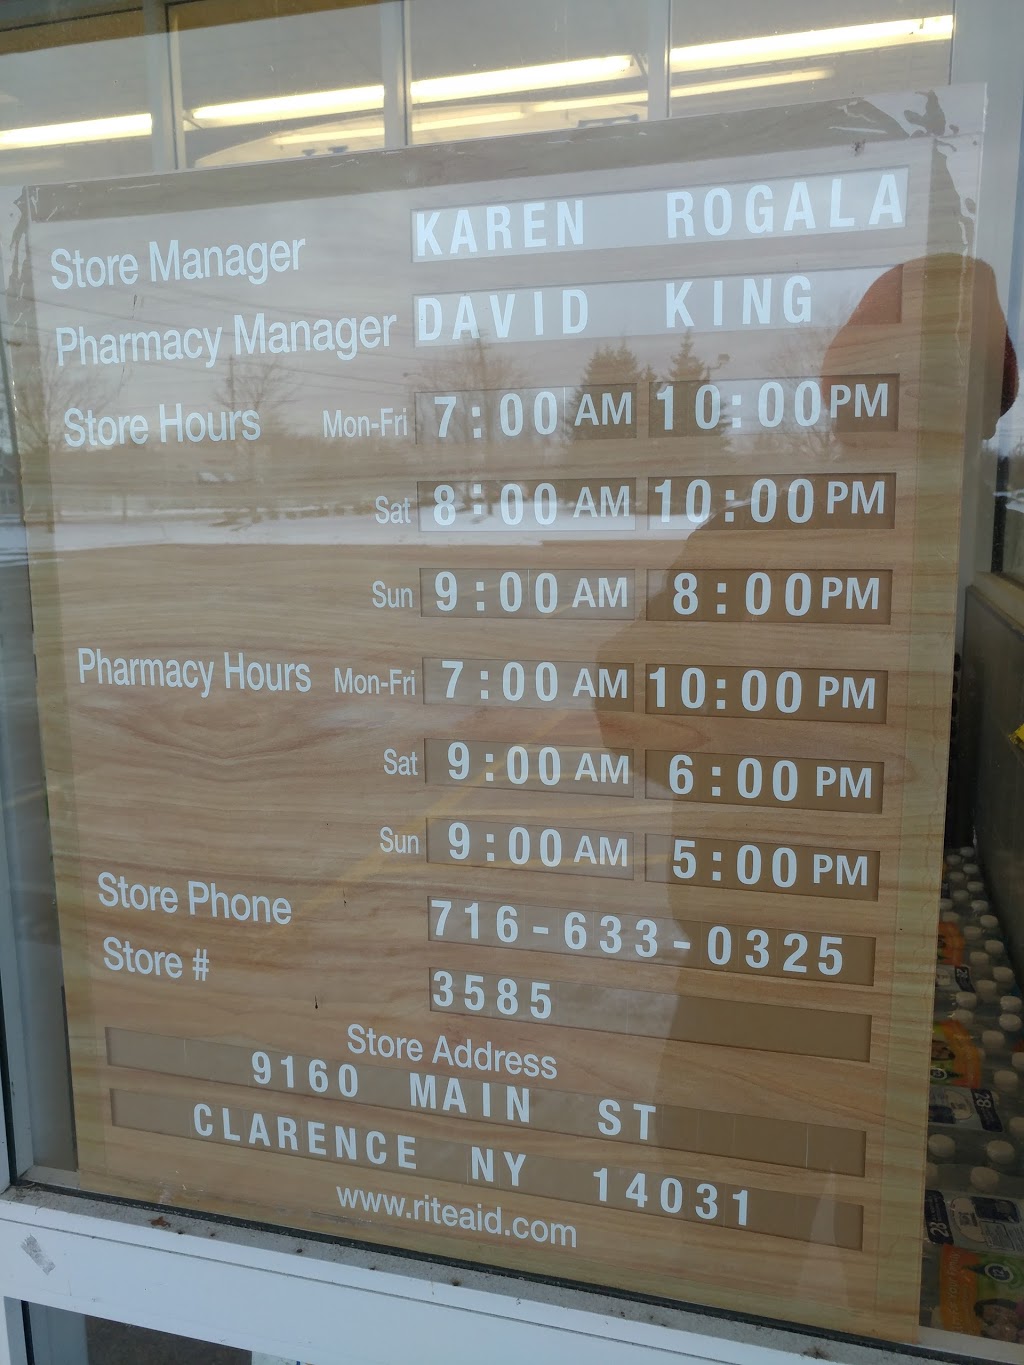 Store Manager KAREN ROGALA
Pharmacy Manager DAVID KING
Store Hours Mon-Fri 7:00 AM 10:00 PM
Sat 8:00 AM 10:00 PM
Sun 9:00 AM 8:00 PM
Pharmacy Hours Mon-Fri 7:00 AM 10:00 PM
Sat 9:00 AM 6:00 PM
Sun 9:00 AM 5:00 PM
Store Phone 716-633-0325
Store # 3585
Store Address
9160 MAIN ST
CLARENCE NY 14031
www.riteaid.com